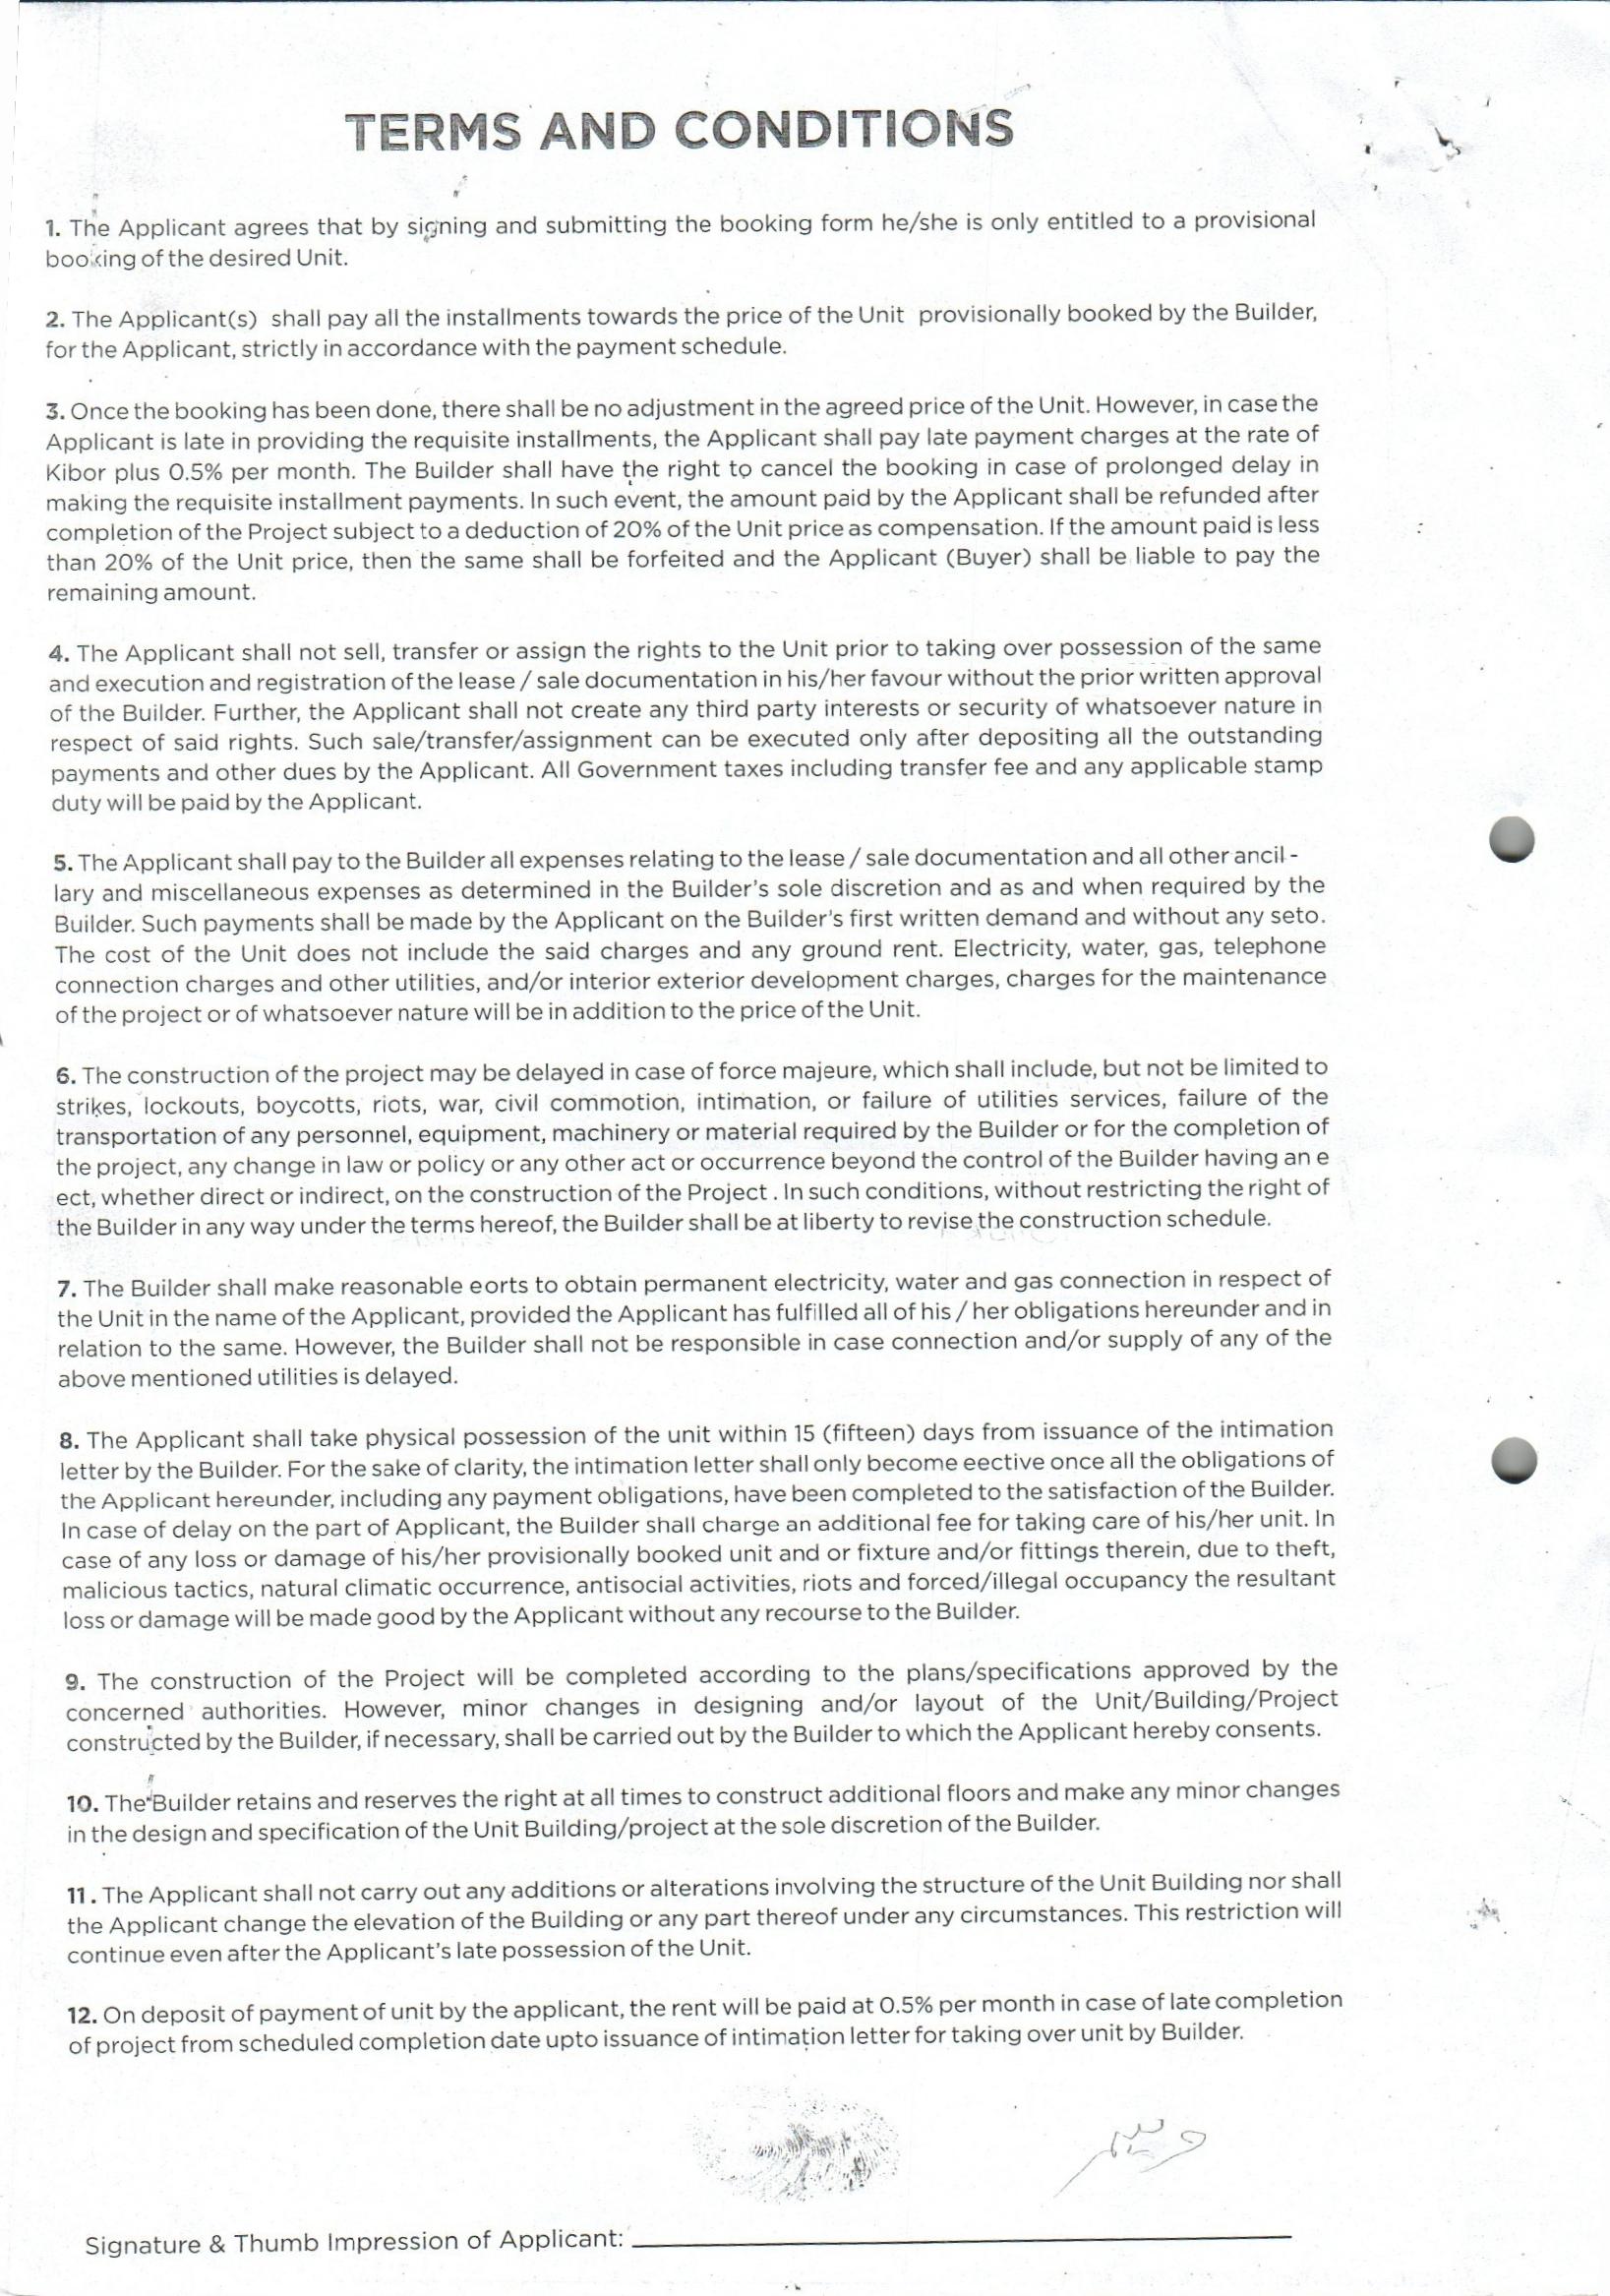 TERMS AND CONDITIONS
1. The Applicant agrees that by signing and submitting the booking form he/she is only entitled to a provisional
booking of the desired Unit.
2. The Applicant(s) shall pay all the installments towards the price of the Unit provisionally booked by the Builder,
for the Applicant, strictly in accordance with the payment schedule.
3. Once the booking has been done, there shall be no adjustment in the agreed price of the Unit. However, in case the
Applicant is late in providing the requisite installments, the Applicant shall pay late payment charges at the rate of
Kibor plus 0.5% per month. The Builder shall have the right to cancel the booking in case of prolonged delay in
making the requisite installment payments. In such event, the amount paid by the Applicant shall be refunded after
completion of the Project subject to a deduction of 20% of the Unit price as compensation. If the amount paid is less
than 20% of the Unit price, then the same shall be forfeited and the Applicant (Buyer) shall be liable to pay the
remaining amount.
4. The Applicant shall not sell, transfer or assign the rights to the Unit prior to taking over possession of the same
and execution and registration of the lease / sale documentation in his/her favour without the prior written approval
of the Builder. Further, the Applicant shall not create any third party interests or security of whatsoever nature in
respect of said rights. Such sale/transfer/assignment can be executed only after depositing all the outstanding
payments and other dues by the Applicant. All Government taxes including transfer fee and any applicable stamp
duty will be paid by the Applicant.
5. The Applicant shall pay to the Builder all expenses relating to the lease / sale documentation and all other ancil -
lary and miscellaneous expenses as determined in the Builder's sole discretion and as and when required by the
Builder. Such payments shall be made by the Applicant on the Builder's first written demand and without any seto.
The cost of the Unit does not include the said charges and any ground rent. Electricity, water, gas, telephone
connection charges and other utilities, and/or interior exterior development charges, charges for the maintenance
of the project or of whatsoever nature will be in addition to the price of the Unit.
6. The construction of the project may be delayed in case of force majeure, which shall include, but not be limited to
strikes, lockouts, boycotts, riots, war, civil commotion, intimation, or failure of utilities services, failure of the
transportation of any personnel, equipment, machinery or material required by the Builder or for the completion of
the project, any change in law or policy or any other act or occurrence beyond the control of the Builder having an e
ect, whether direct or indirect, on the construction of the Project . In such conditions, without restricting the right of
the Builder in any way under the terms hereof, the Builder shall be at liberty to revise the construction schedule.
7. The Builder shall make reasonable eorts to obtain permanent electricity, water and gas connection in respect of
the Unit in the name of the Applicant, provided the Applicant has fulfilled all of his / her obligations hereunder and in
relation to the same. However, the Builder shall not be responsible in case connection and/or supply of any of the
above mentioned utilities is delayed.
8. The Applicant shall take physical possession of the unit within 15 (fifteen) days from issuance of the intimation
letter by the Builder. For the sake of clarity, the intimation letter shall only become eective once all the obligations of
the Applicant hereunder, including any payment obligations, have been completed to the satisfaction of the Builder.
In case of delay on the part of Applicant, the Builder shall charge an additional fee for taking care of his/her unit. In
case of any loss or damage of his/her provisionally booked unit and or fixture and/or fittings therein, due to theft,
malicious tactics, natural climatic occurrence, antisocial activities, riots and forced/illegal occupancy the resultant
loss or damage will be made good by the Applicant without any recourse to the Builder.
9. The construction of the Project will be completed according to the plans/specifications approved by the
concerned authorities. However, minor changes in designing and/or layout of the Unit/Building/Project
constructed by the Builder, if necessary, shall be carried out by the Builder to which the Applicant hereby consents.
10. The Builder retains and reserves the right at all times to construct additional floors and make any minor changes
in the design and specification of the Unit Building/project at the sole discretion of the Builder.
11. The Applicant shall not carry out any additions or alterations involving the structure of the Unit Building nor shall
the Applicant change the elevation of the Building or any part thereof under any circumstances. This restriction will
continue even after the Applicant's late possession of the Unit.
12. On deposit of payment of unit by the applicant, the rent will be paid at 0.5% per month in case of late completion
of project from scheduled completion date upto issuance of intimation letter for taking over unit by Builder.
Signature & Thumb Impression of Applicant: